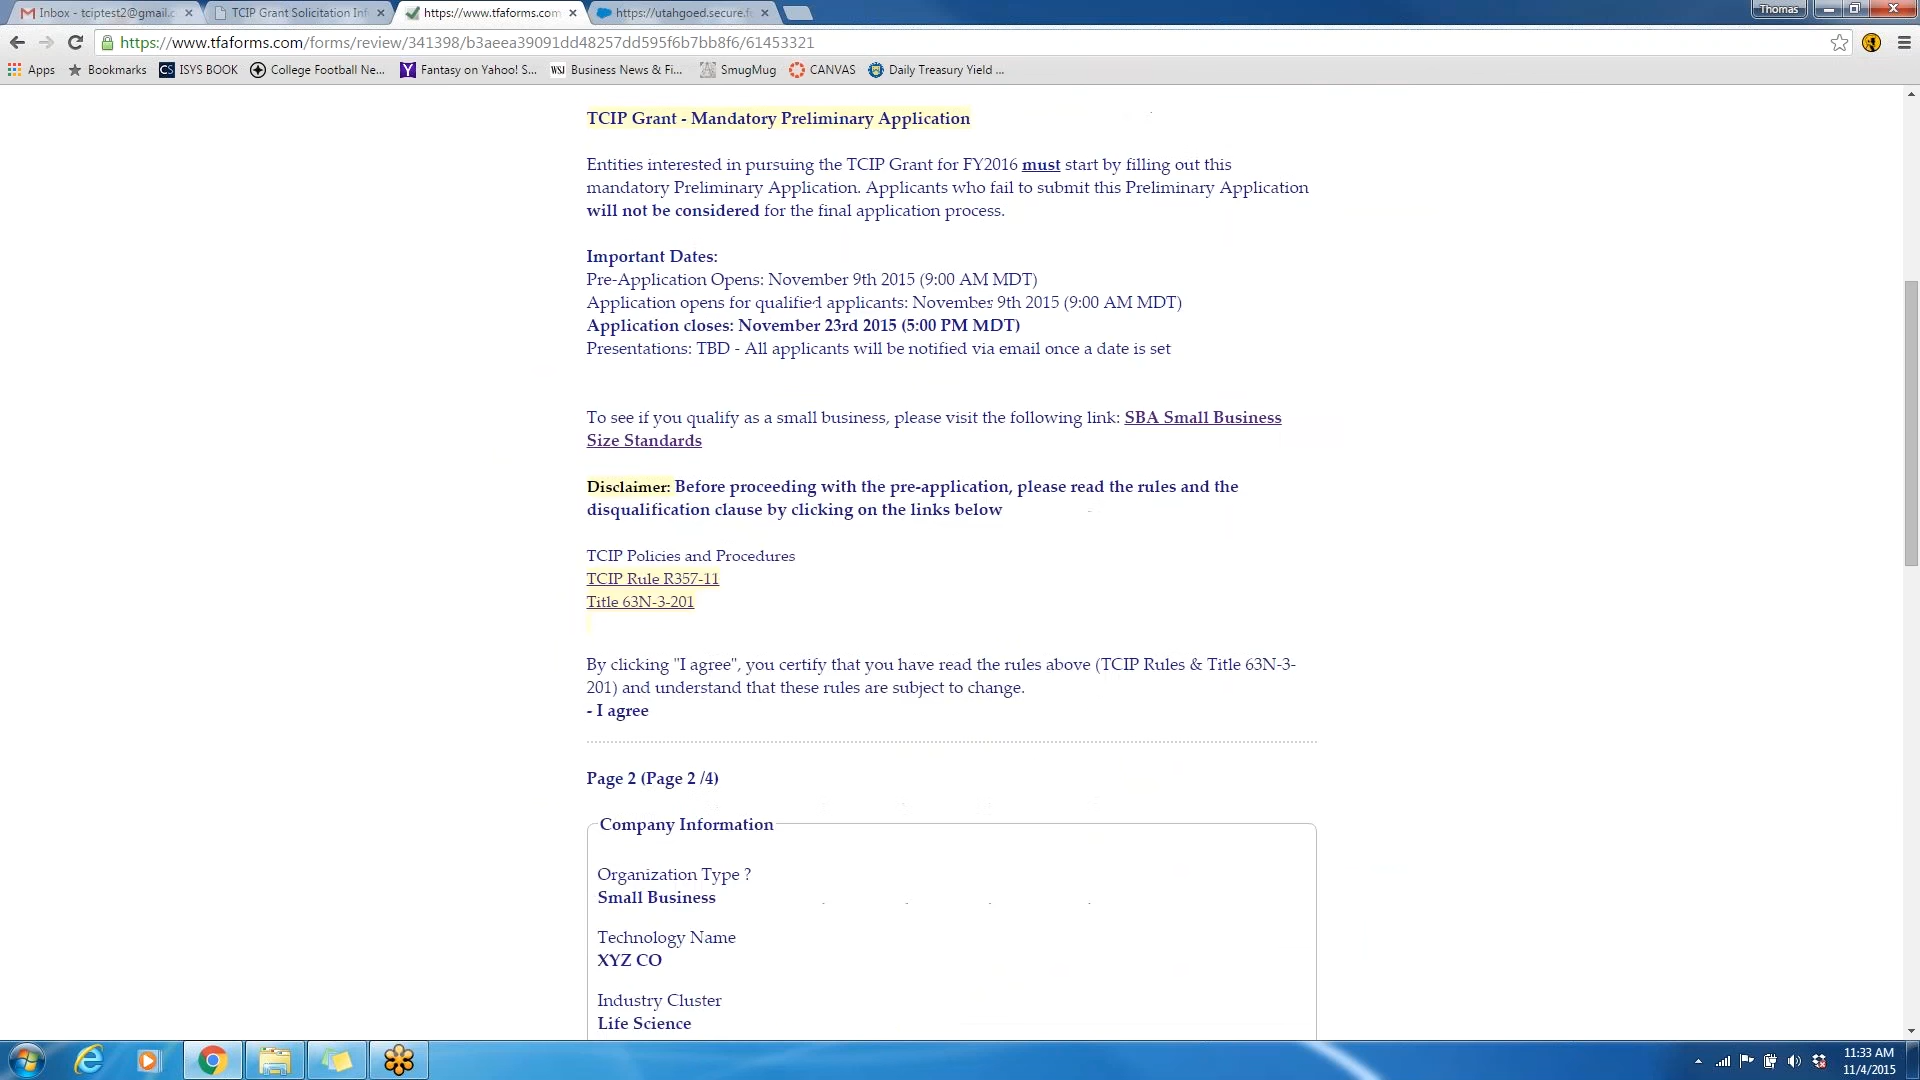 Inbox - tciptest2@gmail.c
TCIP Grant Solicitation Inf
https://www.tfaforms.com
https://utahgoed.secure.fo
Thomas
https://www.tfaforms.com/forms/review/341398/b3aeea39091dd48257dd595f6b7bb8f6/61453321
Apps
Bookmarks
CS ISYS BOOK
College Football Ne...
Y Fantasy on Yahoo! S...
WSJ Business News & Fi...
SmugMug
CANVAS
Daily Treasury Yield ...
TCIP Grant - Mandatory Preliminary Application
Entities interested in pursuing the TCIP Grant for FY2016 must start by filling out this
mandatory Preliminary Application. Applicants who fail to submit this Preliminary Application
will not be considered for the final application process.
Important Dates:
Pre-Application Opens: November 9th 2015 (9:00 AM MDT)
Application opens for qualified applicants: November 9th 2015 (9:00 AM MDT)
Application closes: November 23rd 2015 (5:00 PM MDT)
Presentations: TBD - All applicants will be notified via email once a date is set
To see if you qualify as a small business, please visit the following link: SBA Small Business
Size Standards
Disclaimer: Before proceeding with the pre-application, please read the rules and the
disqualification clause by clicking on the links below
TCIP Policies and Procedures
TCIP Rule R357-11
Title 63N-3-201
By clicking "I agree", you certify that you have read the rules above (TCIP Rules & Title 63N-3-
201) and understand that these rules are subject to change.
- I agree
Page 2 (Page 2 /4)
Company Information
Organization Type ?
Small Business
Technology Name
XYZ CO
Industry Cluster
Life Science
11:33 AM
11/4/2015